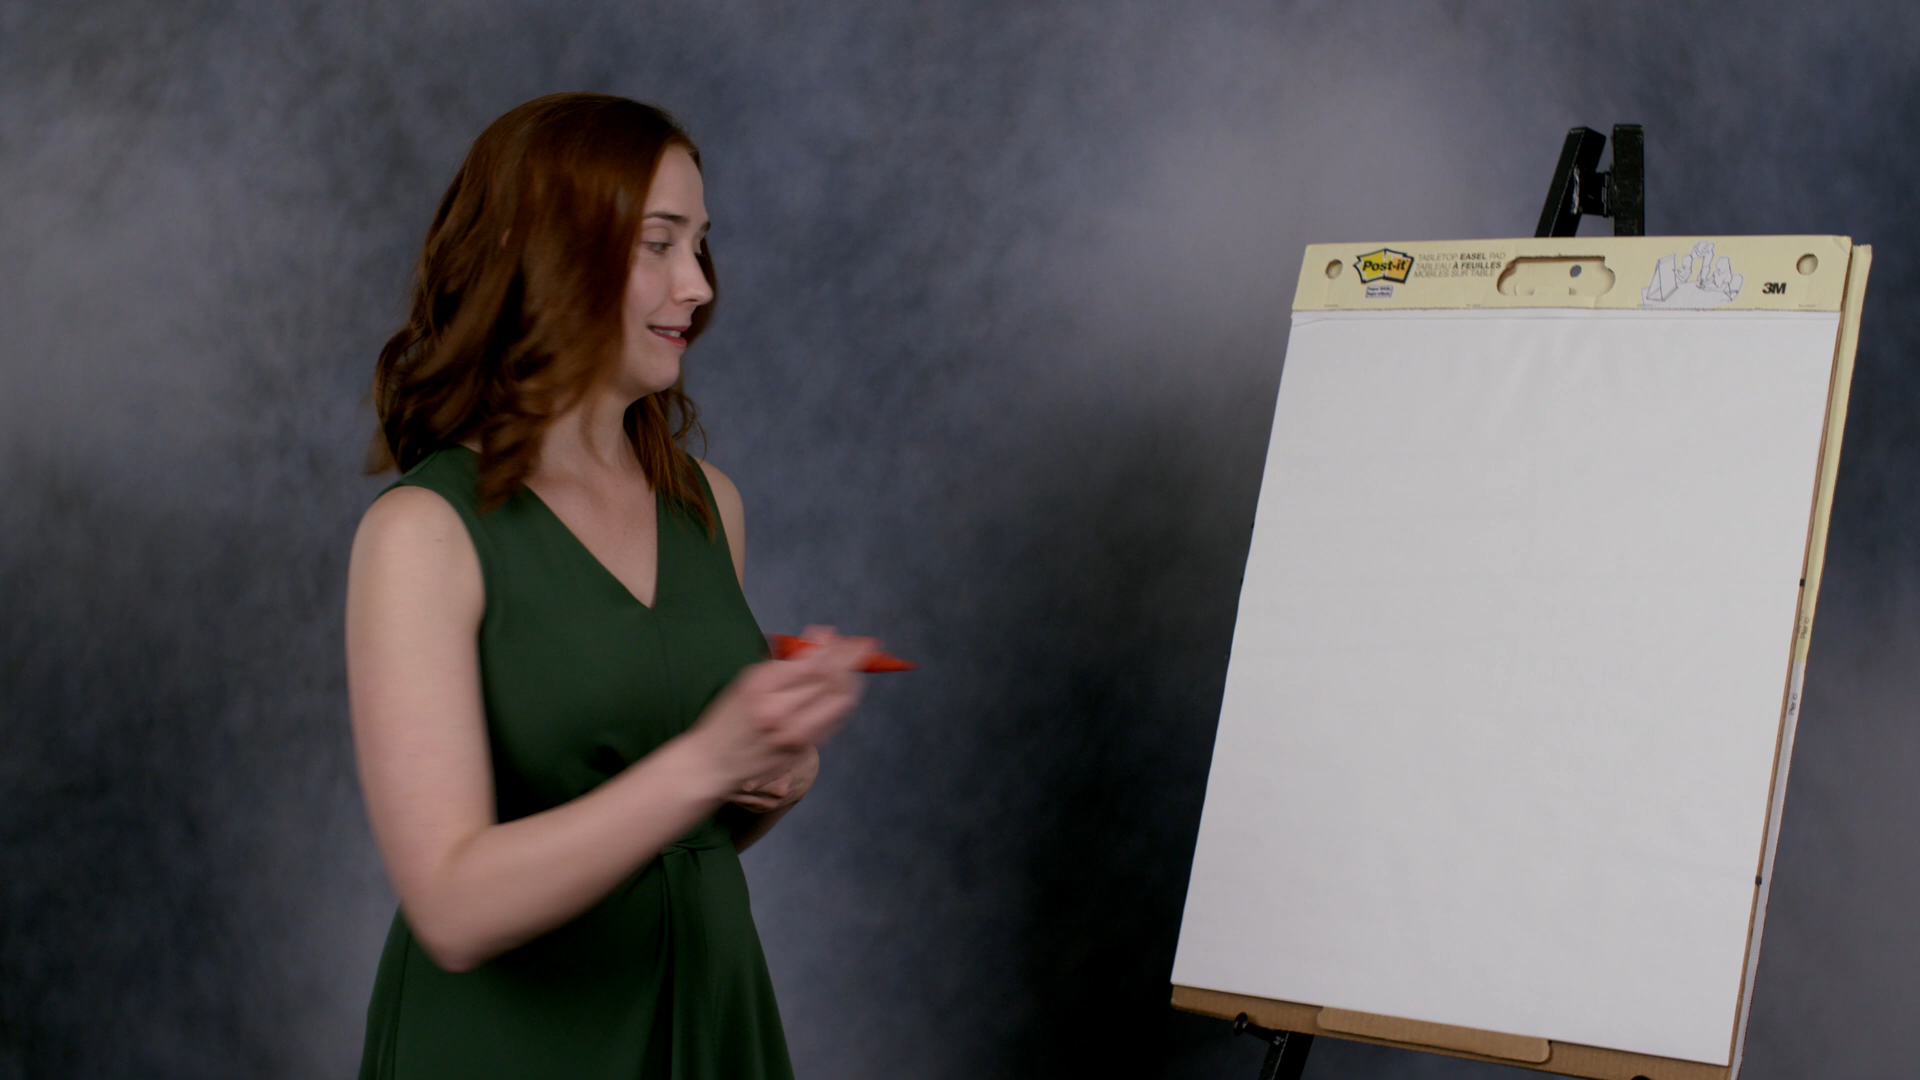 Post-it
TABLETOP EASEL PAD
TABLEAU À FEUILLES
MOBILES SUR TABLE
3M